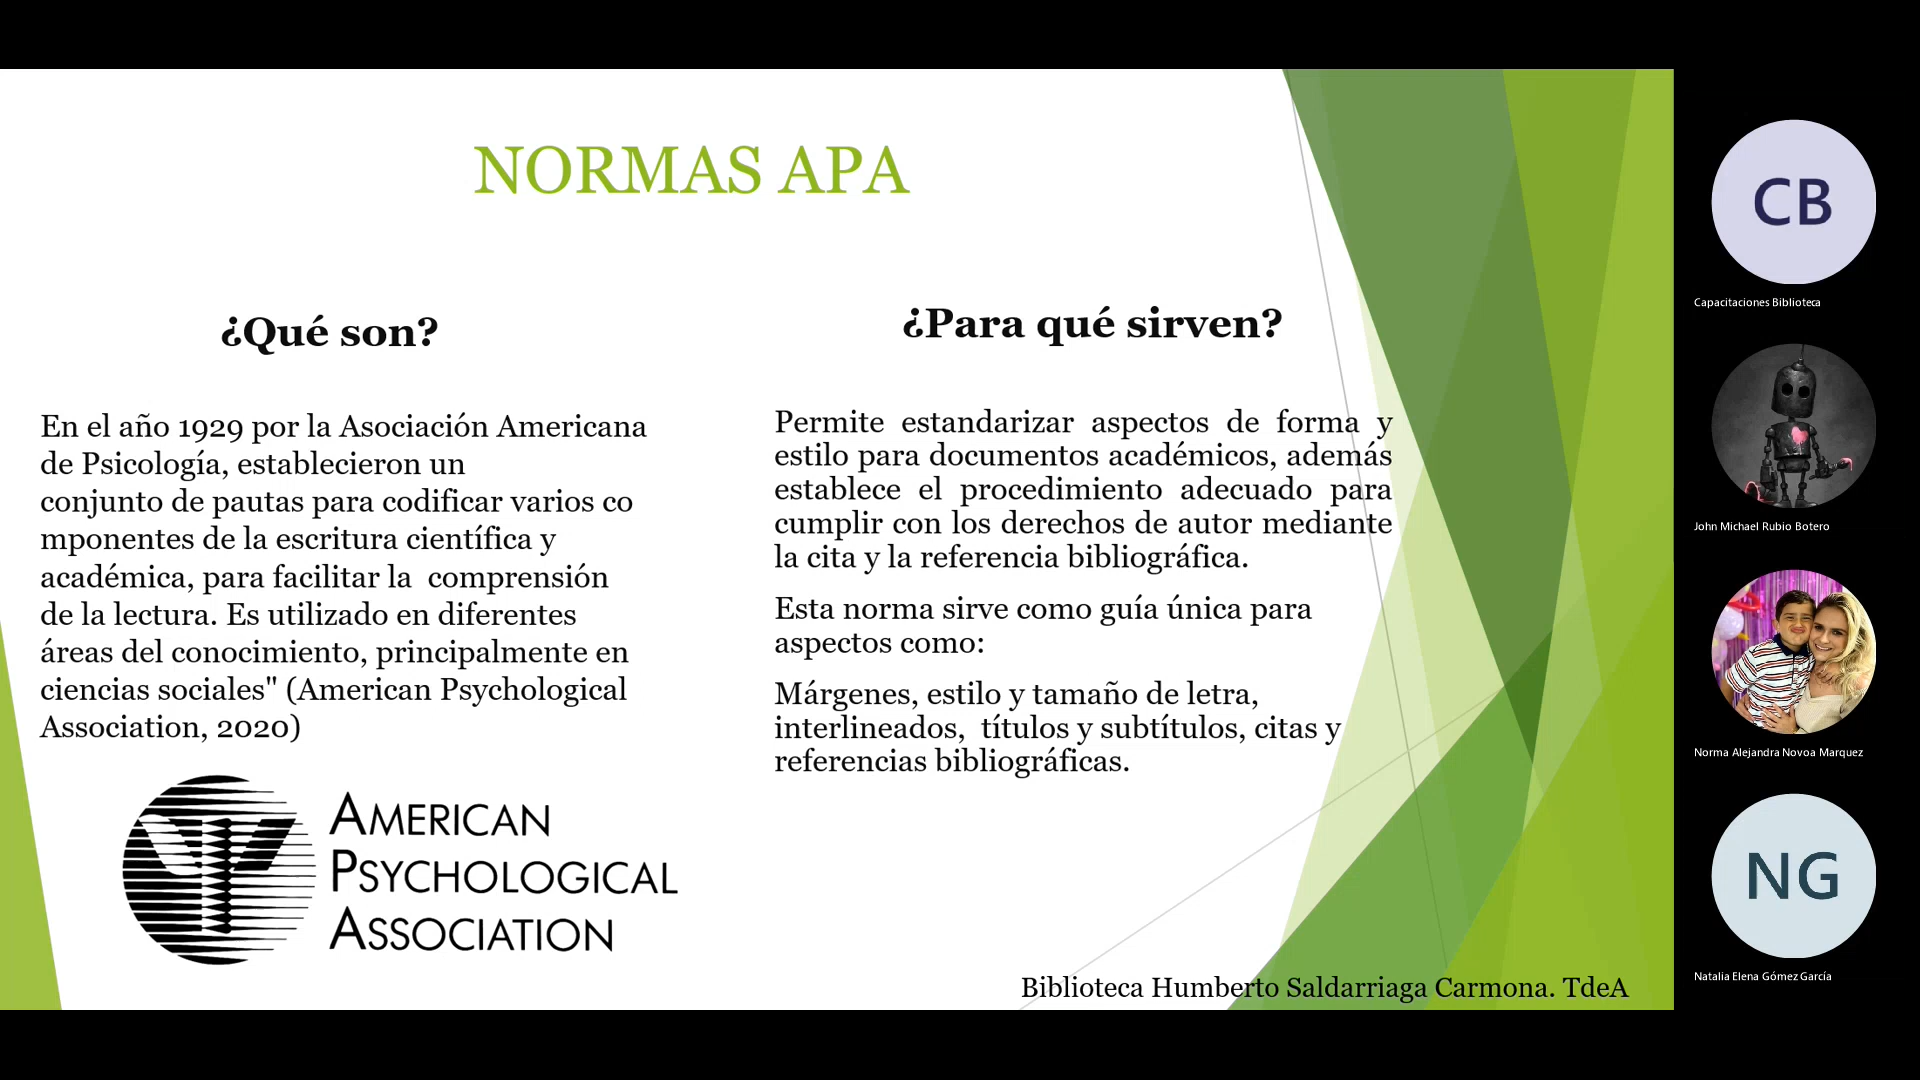 NORMAS APA
¿Qué son?
En el año 1929 por la Asociación Americana
de Psicología, establecieron un
conjunto de pautas para codificar varios co
mponentes de la escritura científica y
académica, para facilitar la  comprensión
de la lectura. Es utilizado en diferentes
áreas del conocimiento, principalmente en
ciencias sociales" (American Psychological
Association, 2020)
AMERICAN
PSYCHOLOGICAL
ASSOCIATION
¿Para qué sirven?
Permite estandarizar aspectos de forma y
estilo para documentos académicos, además
establece el procedimiento adecuado para
cumplir con los derechos de autor mediante
la cita y la referencia bibliográfica.
Esta norma sirve como guía única para
aspectos como:
Márgenes, estilo y tamaño de letra,
interlineados,  títulos y subtítulos, citas y
referencias bibliográficas.
Biblioteca Humberto Saldarriaga Carmona. TdeA
CB
Capacitaciones Biblioteca
John Michael Rubio Botero
Norma Alejandra Novoa Marquez
NG
Natalia Elena Gómez García